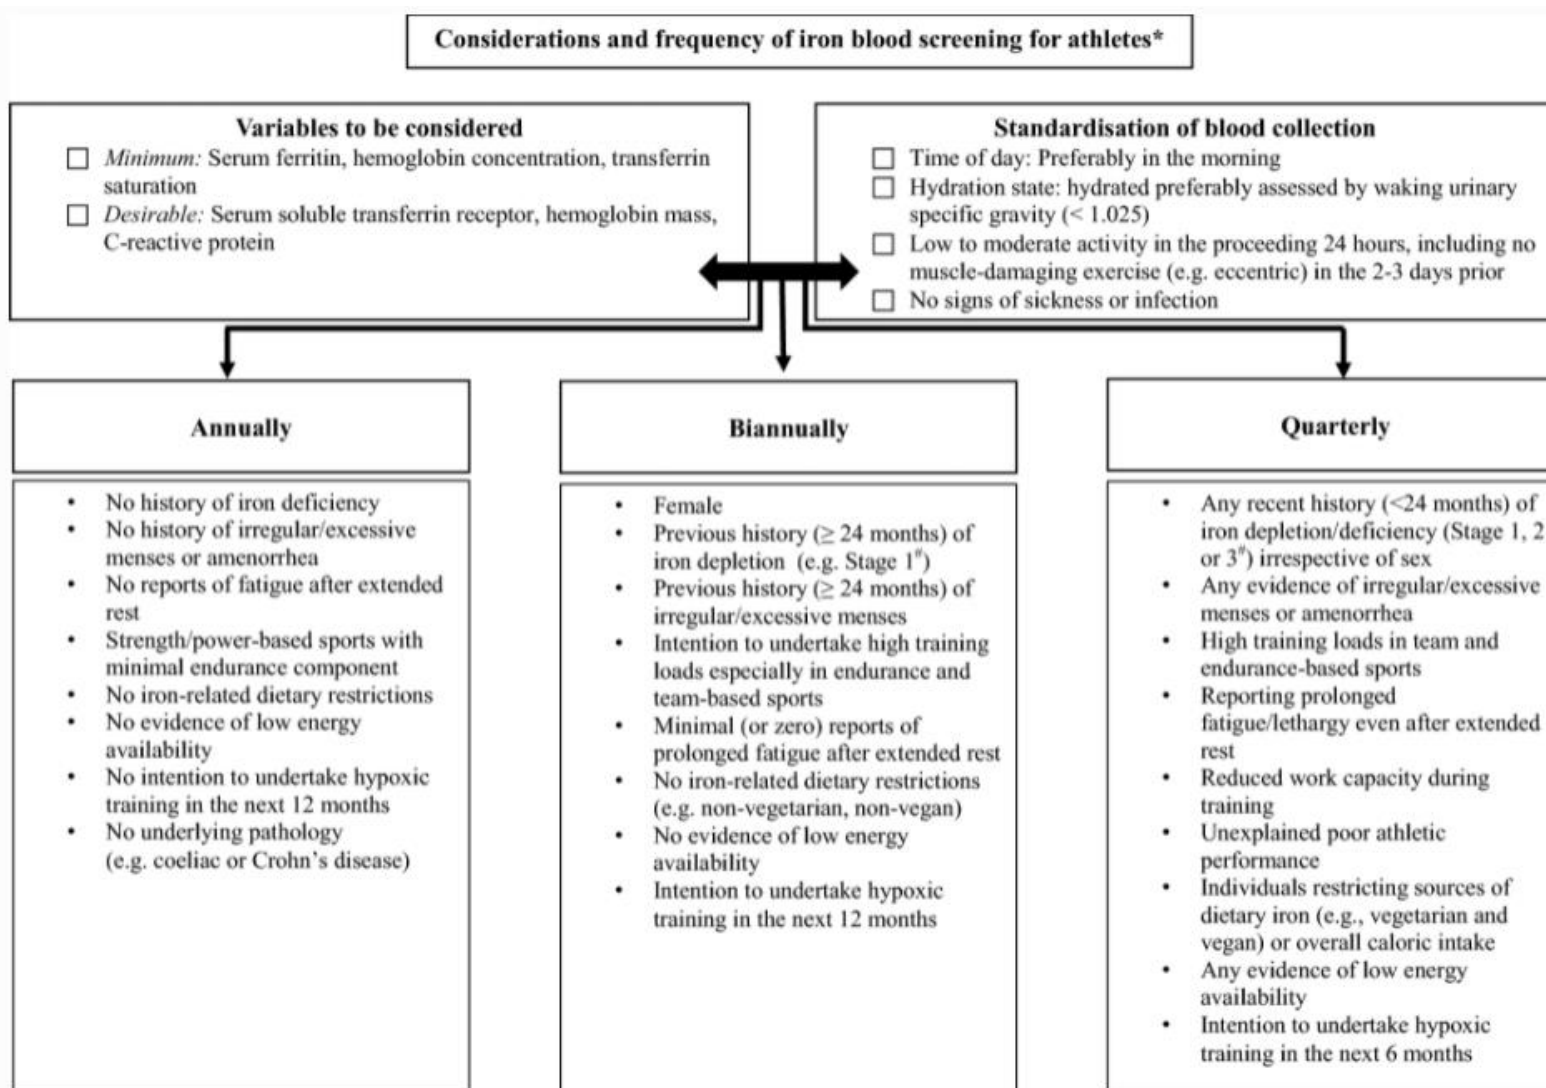 Considerations and frequency of iron blood screening for athletes*
Variables to be considered
☐ Minimum: Serum ferritin, hemoglobin concentration, transferrin
saturation
☐ Desirable: Serum soluble transferrin receptor, hemoglobin mass,
C-reactive protein
Standardisation of blood collection
☐ Time of day: Preferably in the morning
☐ Hydration state: hydrated preferably assessed by waking urinary
specific gravity (< 1.025)
☐ Low to moderate activity in the proceeding 24 hours, including no
muscle-damaging exercise (e.g. eccentric) in the 2-3 days prior
☐ No signs of sickness or infection
Annually
• No history of iron deficiency
• No history of irregular/excessive
menses or amenorrhea
• No reports of fatigue after extended
rest
• Strength/power-based sports with
minimal endurance component
• No iron-related dietary restrictions
• No evidence of low energy
availability
• No intention to undertake hypoxic
training in the next 12 months
• No underlying pathology
(e.g. coeliac or Crohn's disease)
Biannually
• Female
• Previous history (≥ 24 months) of
iron depletion (e.g. Stage 1#)
• Previous history (≥ 24 months) of
irregular/excessive menses
• Intention to undertake high training
loads especially in endurance and
team-based sports
• Minimal (or zero) reports of
prolonged fatigue after extended rest
• No iron-related dietary restrictions
(e.g. non-vegetarian, non-vegan)
• No evidence of low energy
availability
• Intention to undertake hypoxic
training in the next 12 months
Quarterly
• Any recent history (<24 months) of
iron depletion/deficiency (Stage 1, 2
or 3#) irrespective of sex
• Any evidence of irregular/excessive
menses or amenorrhea
• High training loads in team and
endurance-based sports
• Reporting prolonged
fatigue/lethargy even after extended
rest
• Reduced work capacity during
training
• Unexplained poor athletic
performance
• Individuals restricting sources of
dietary iron (e.g., vegetarian and
vegan) or overall caloric intake
• Any evidence of low energy
availability
• Intention to undertake hypoxic
training in the next 6 months